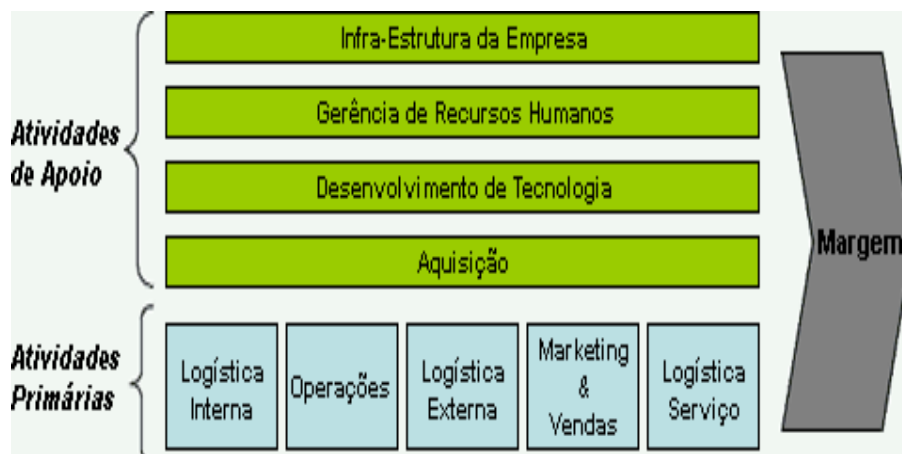 Infra-Estrutura da Empresa
Gerência de Recursos Humanos
Atividades
de Apoio
Desenvolvimento de Tecnologia
Aquisição
Margem
Atividades
Primárias
Logística
Interna
Operações
Logística
Externa
Marketing
&
Vendas
Logística
Serviço